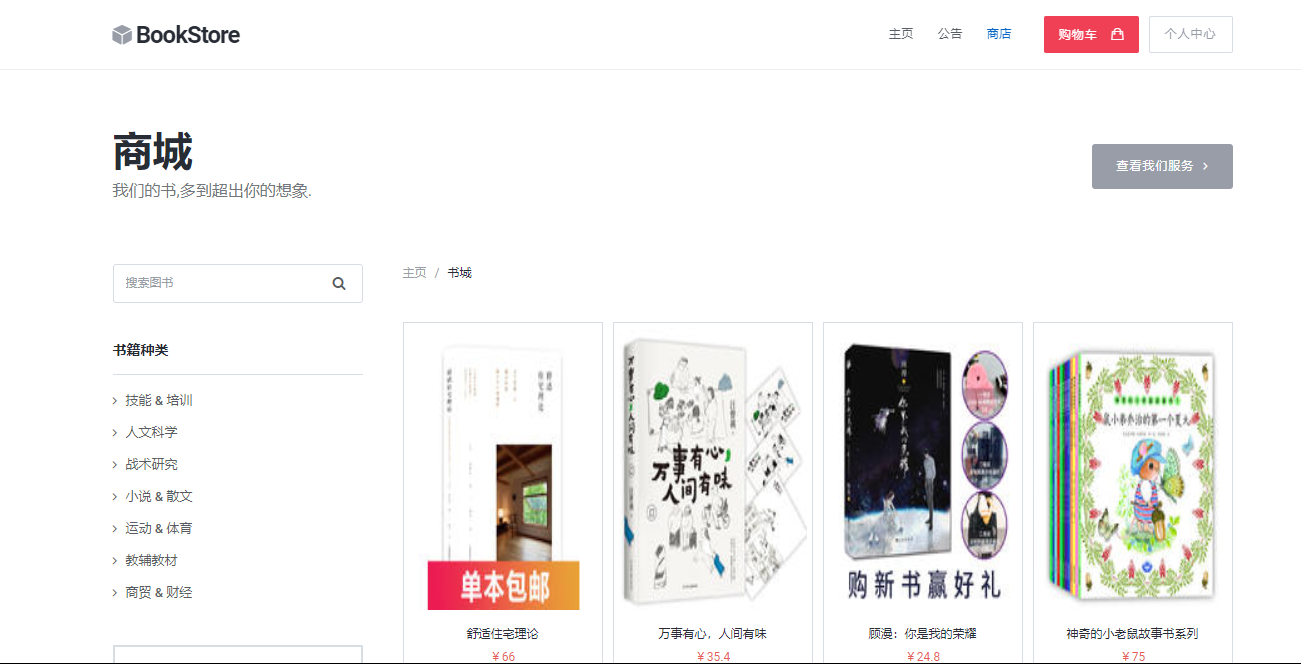 BookStore
主页 公告 商店 购物车 个人中心
商城
我们的书,多到超出你的想象.
查看我们服务
搜索图书
主页 / 书城
书籍种类
技能 & 培训
人文科学
战术研究
小说 & 散文
运动 & 体育
教辅教材
商贸 & 财经
单本包邮
万事有心，
人间有味
购新书赢好礼
鼠小弟乔治的第一个夏天
舒适住宅理论
¥ 66
万事有心，人间有味
¥ 35.4
顾漫：你是我的荣耀
¥ 24.8
神奇的小老鼠故事书系列
¥ 75